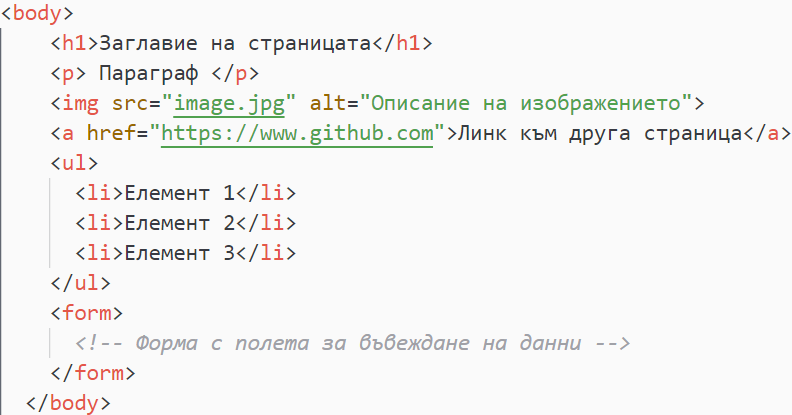 <body>
<h1>Заглавие на страницата</h1>
<p> Параграф </p>
<img src="image.jpg" alt="Описание на изображението">
<a href="https://www.github.com">Линк към друга страница</a>
<ul>
<li>Елемент 1</li>
<li>Елемент 2</li>
<li>Елемент 3</li>
</ul>
<form>
<!-- Форма с полета за въвеждане на данни -->
</form>
</body>